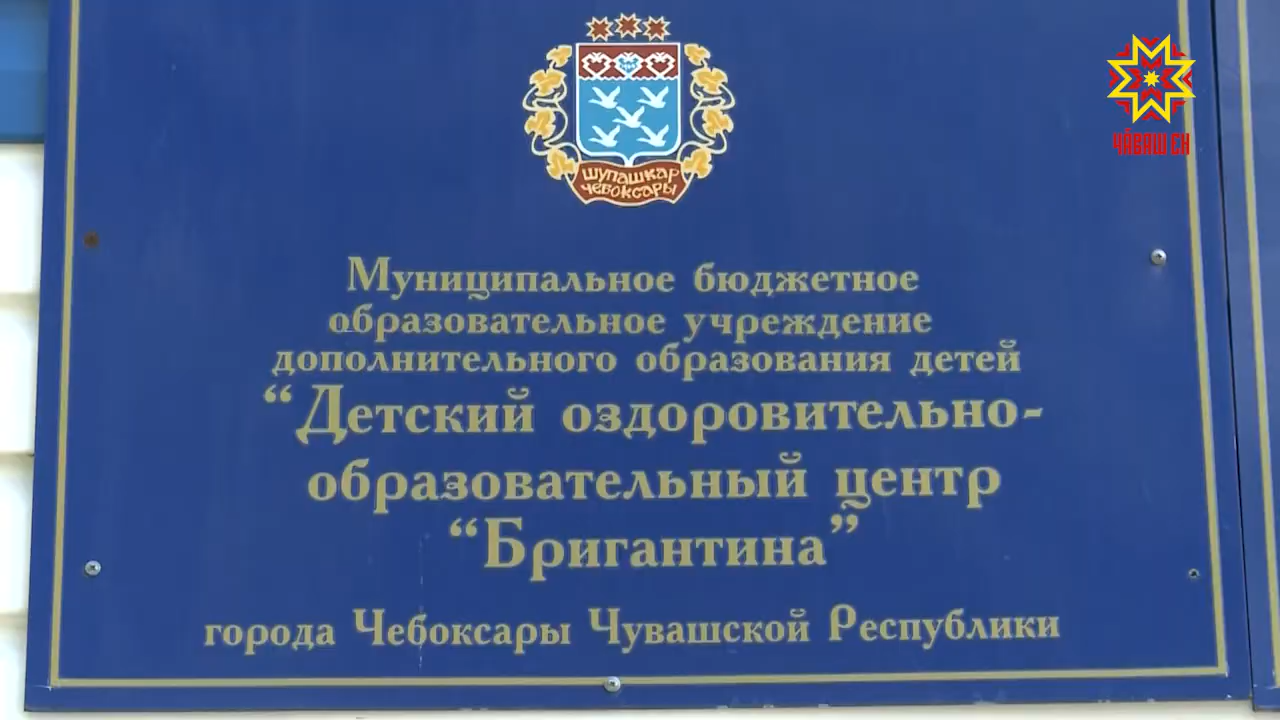 ЧӐВАШ ЕН
ШУПАШКАР
ЧЕБОКСАРЫ
Муниципальное бюджетное
образовательное учреждение
дополнительного образования детей
“Детский оздоровительно-
образовательный центр
“Бригантина”
города Чебоксары Чувашской Республики